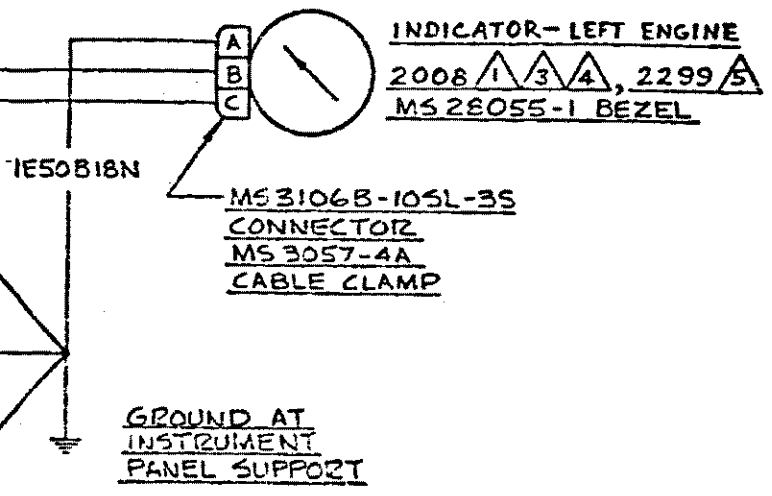 A
B
C
INDICATOR-LEFT ENGINE
2008 1 3 4, 2299 5
MS28055-1 BEZEL
1E50B18N
MS3106B-10SL-3S
CONNECTOR
MS3057-4A
CABLE CLAMP
GROUND AT
INSTRUMENT
PANEL SUPPORT